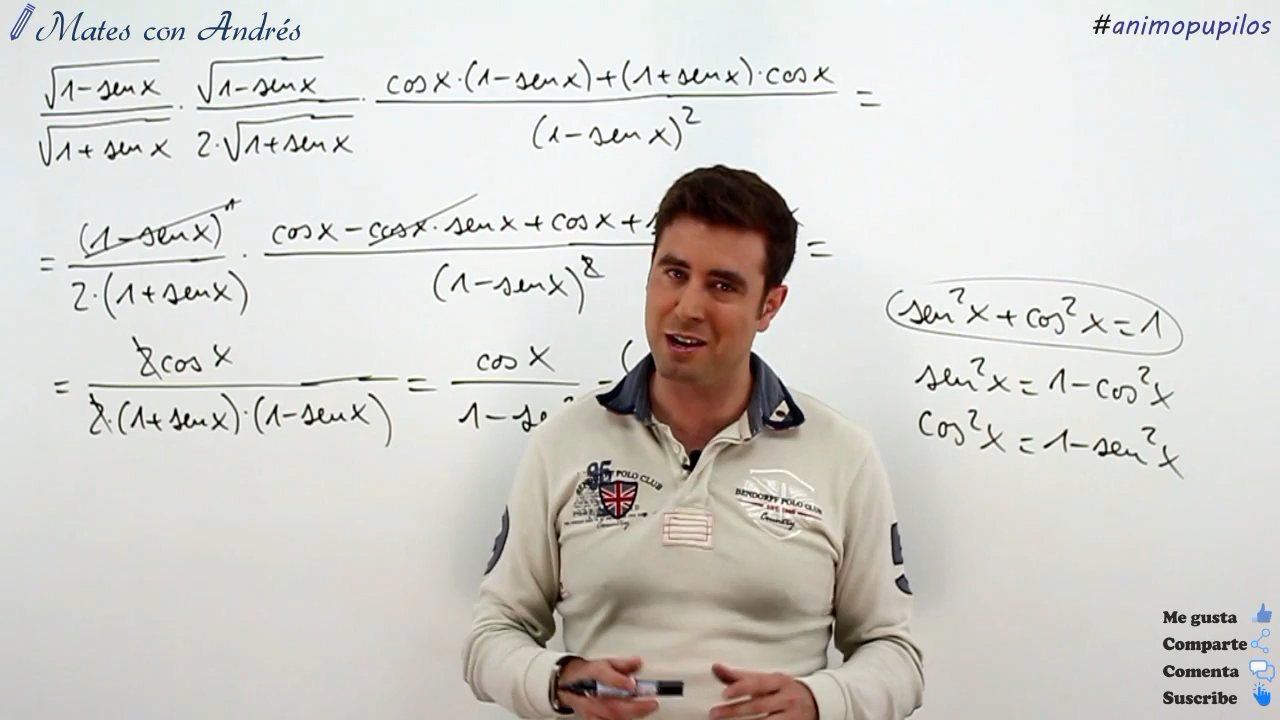 Mates con Andrés
#animopupilos
√(1-sen x)/√(1+sen x) · √(1-sen x)/(2·√(1+sen x)) · (cos x·(1-sen x)+(1+sen x)·cos x)/(1-sen x)² =
= (1-sen x)¹/(2·(1+sen x)) · (cos x - cos x·sen x + cos x +)/(1-sen x)² =
= 2cos x/(2·(1+sen x)·(1-sen x)) = cos x/(1-se
sen²x + cos²x = 1
sen²x = 1-cos²x
cos²x = 1-sen²x
BENDORFF POLO CLUB
Me gusta
Comparte
Comenta
Suscribe